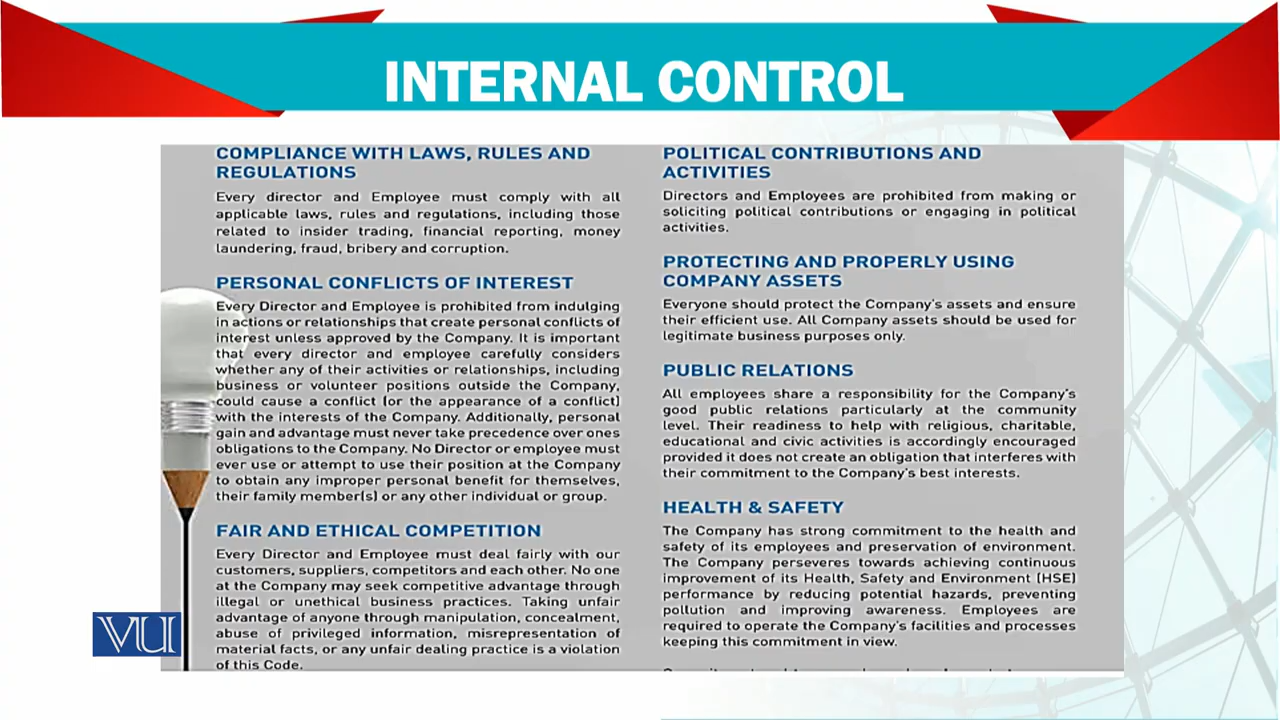 INTERNAL CONTROL
COMPLIANCE WITH LAWS, RULES AND
REGULATIONS
Every director and Employee must comply with all
applicable laws, rules and regulations, including those
related to insider trading, financial reporting, money
laundering, fraud, bribery and corruption.
PERSONAL CONFLICTS OF INTEREST
Every Director and Employee is prohibited from indulging
in actions or relationships that create personal conflicts of
interest unless approved by the Company. It is important
that every director and employee carefully considers
whether any of their activities or relationships, including
business or volunteer positions outside the Company,
could cause a conflict (or the appearance of a conflict)
with the interests of the Company. Additionally, personal
gain and advantage must never take precedence over ones
obligations to the Company. No Director or employee must
ever use or attempt to use their position at the Company
to obtain any improper personal benefit for themselves,
their family member(s) or any other individual or group.
FAIR AND ETHICAL COMPETITION
Every Director and Employee must deal fairly with our
customers, suppliers, competitors and each other. No one
at the Company may seek competitive advantage through
illegal or unethical business practices. Taking unfair
advantage of anyone through manipulation, concealment,
abuse of privileged information, misrepresentation of
material facts, or any unfair dealing practice is a violation
of this Code.
POLITICAL CONTRIBUTIONS AND
ACTIVITIES
Directors and Employees are prohibited from making or
soliciting political contributions or engaging in political
activities.
PROTECTING AND PROPERLY USING
COMPANY ASSETS
Everyone should protect the Company's assets and ensure
their efficient use. All Company assets should be used for
legitimate business purposes only.
PUBLIC RELATIONS
All employees share a responsibility for the Company's
good public relations particularly at the community
level. Their readiness to help with religious, charitable,
educational and civic activities is accordingly encouraged
provided it does not create an obligation that interferes with
their commitment to the Company's best interests.
HEALTH & SAFETY
The Company has strong commitment to the health and
safety of its employees and preservation of environment.
The Company perseveres towards achieving continuous
improvement of its Health, Safety and Environment (HSE)
performance by reducing potential hazards, preventing
pollution and improving awareness. Employees are
required to operate the Company's facilities and processes
keeping this commitment in view.
VU